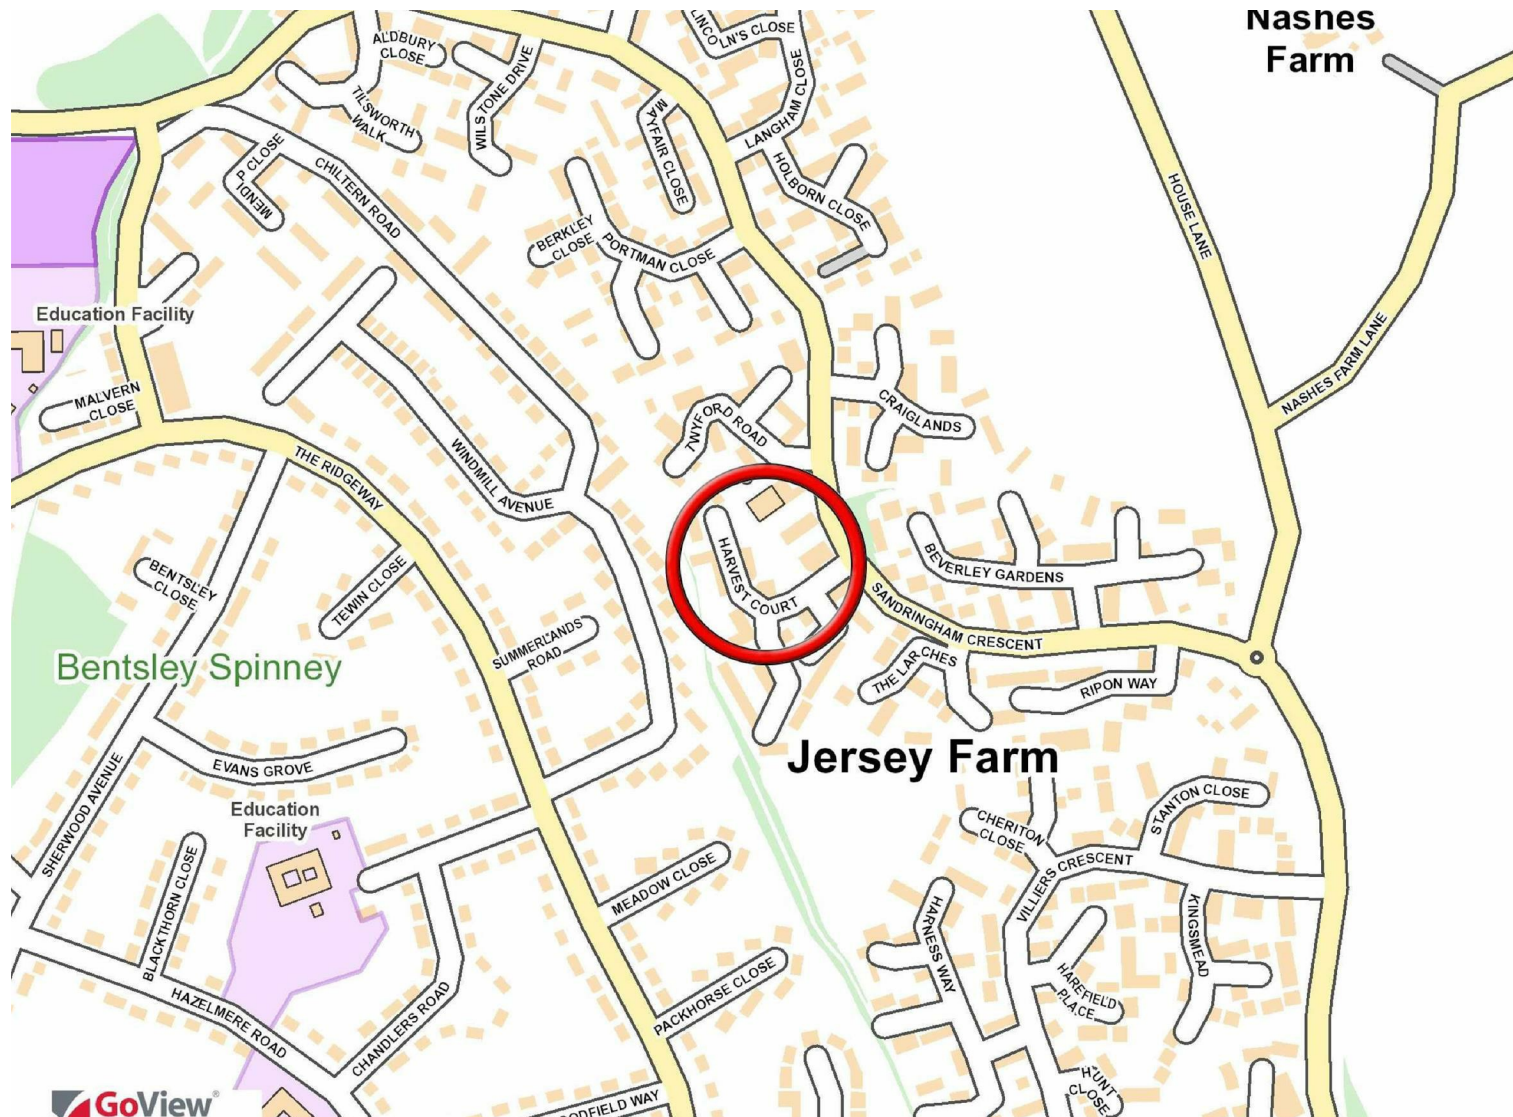 Nashes
Farm
LINCOLN'S CLOSE
ALDBURY
CLOSE
WILSTONE DRIVE
TILSWORTH
WALK
MAYFAIR CLOSE
LANGHAM CLOSE
MENDIP CLOSE
CHILTERN ROAD
HOLBORN CLOSE
HOUSE LANE
BERKLEY
CLOSE
PORTMAN CLOSE
Education Facility
NASHES FARM LANE
MALVERN
CLOSE
TWYFORD ROAD
CRAIGLANDS
THE RIDGEWAY
WINDMILL AVENUE
HARVEST COURT
BEVERLEY GARDENS
BENTSLEY
CLOSE
TEWIN CLOSE
SANDRINGHAM CRESCENT
SUMMERLANDS
ROAD
THE LARCHES
RIPON WAY
Bentsley Spinney
Jersey Farm
EVANS GROVE
SHERWOOD AVENUE
Education
Facility
STANTON CLOSE
CHERITON
CLOSE
VILLIERS CRESCENT
BLACKTHORN CLOSE
MEADOW CLOSE
HARNESS WAY
KINGSMEAD
PACKHORSE CLOSE
HAREFIELD
PLACE
HAZELMERE ROAD
CHANDLERS ROAD
HUNT
CLOSE
GoView®